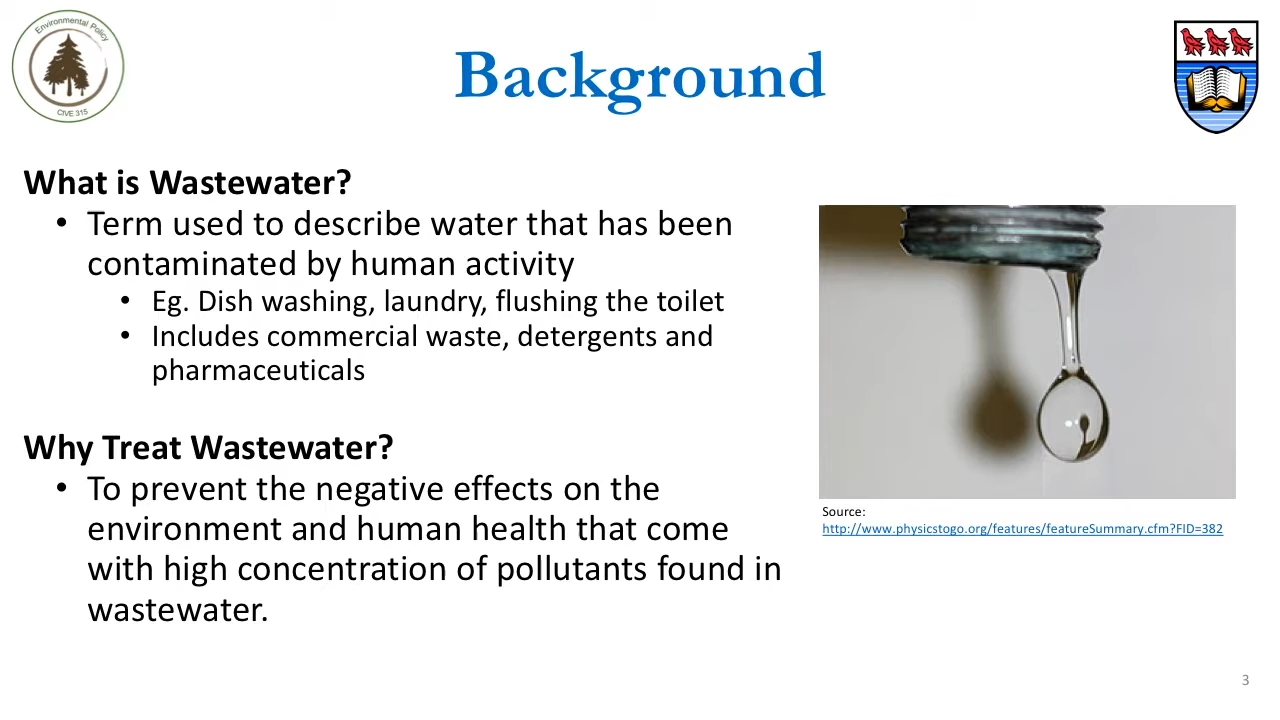 Environmental Policy
CIVE 315
Background
What is Wastewater?
• Term used to describe water that has been
contaminated by human activity
• Eg. Dish washing, laundry, flushing the toilet
• Includes commercial waste, detergents and
pharmaceuticals
Why Treat Wastewater?
• To prevent the negative effects on the
environment and human health that come
with high concentration of pollutants found in
wastewater.
Source:
http://www.physicstogo.org/features/featureSummary.cfm?FID=382
3